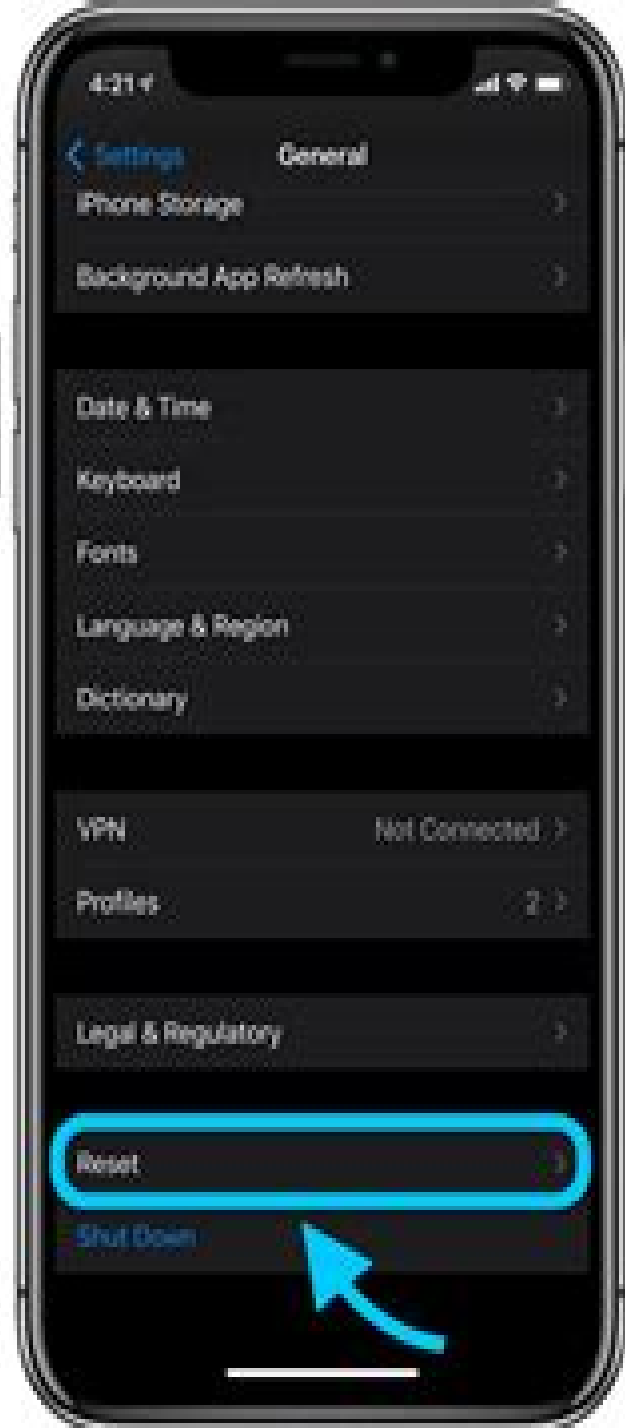 4:21
Settings
General
iPhone Storage
Background App Refresh
Date & Time
Keyboard
Fonts
Language & Region
Dictionary
VPN
Not Connected
Profiles
2
Legal & Regulatory
Reset
Shut Down